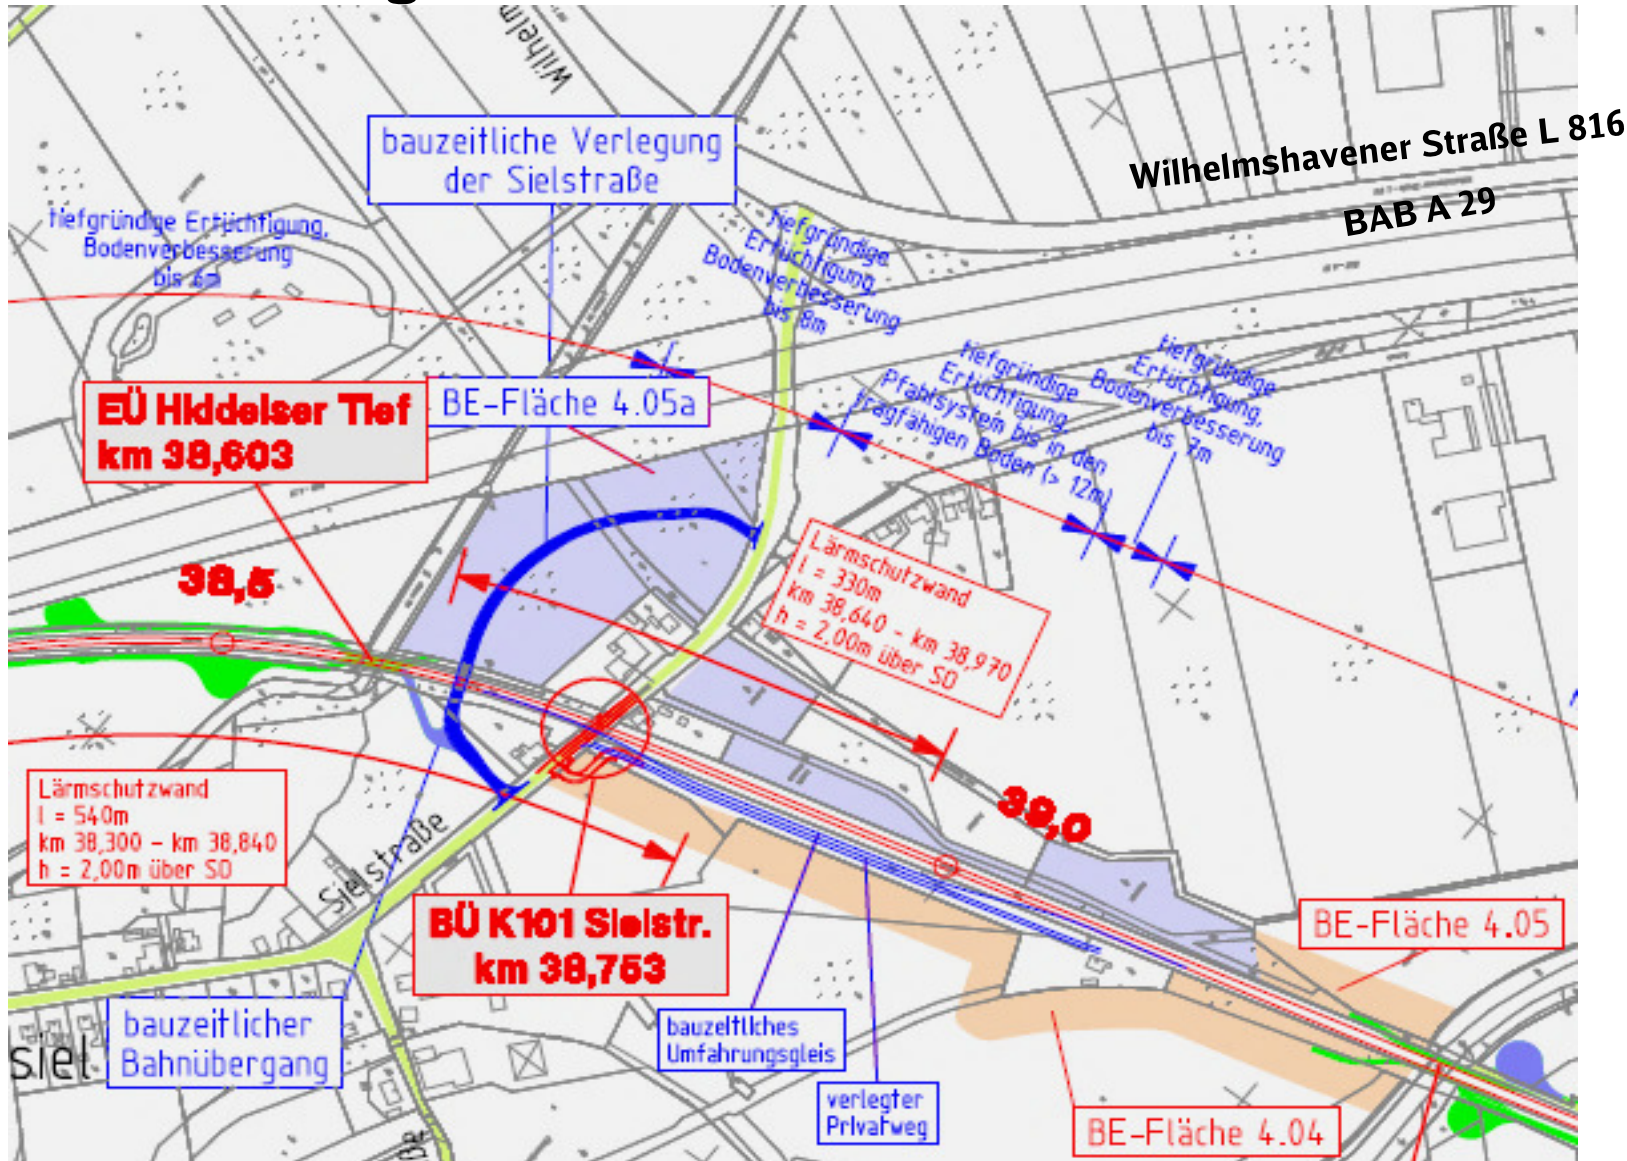 Wilhelm
bauzeitliche Verlegung
der Sielstraße
Wilhelmshavener Straße L 816
BAB A 29
tiefgründige Ertüchtigung,
Bodenverbesserung
bis 6m
tiefgründige
Ertüchtigung,
Bodenverbesserung
bis 8m
tiefgründige
Ertüchtigung,
Pfahlsystem bis in den
tragfähigen Boden (> 12m)
tiefgründige
Ertüchtigung,
Bodenverbesserung
bis 7m
EÜ Hiddelser Tief
km 38,603
BE-Fläche 4.05a
38,5
Lärmschutzwand
l = 330m
km 38,640 - km 38,970
h = 2,00m über SO
Lärmschutzwand
l = 540m
km 38,300 - km 38,840
h = 2,00m über SO
39,0
Sielstraße
BÜ K101 Sielstr.
km 38,753
BE-Fläche 4.05
bauzeitlicher
Bahnübergang
siel
bauzeitliches
Umfahrungsgleis
verlegter
Privatweg
BE-Fläche 4.04